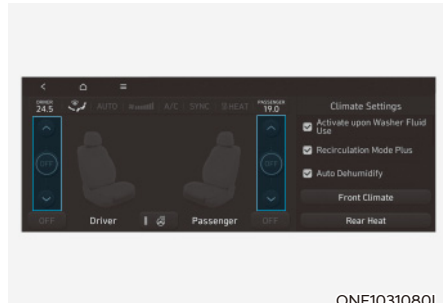 DRIVER
24.5
AUTO
A/C
SYNC
HEAT
PASSENGER
19.0
OFF
OFF
OFF
Driver
Passenger
OFF
Climate Settings
Activate upon Washer Fluid
Use
Recirculation Mode Plus
Auto Dehumidify
Front Climate
Rear Heat
ONE1031080L